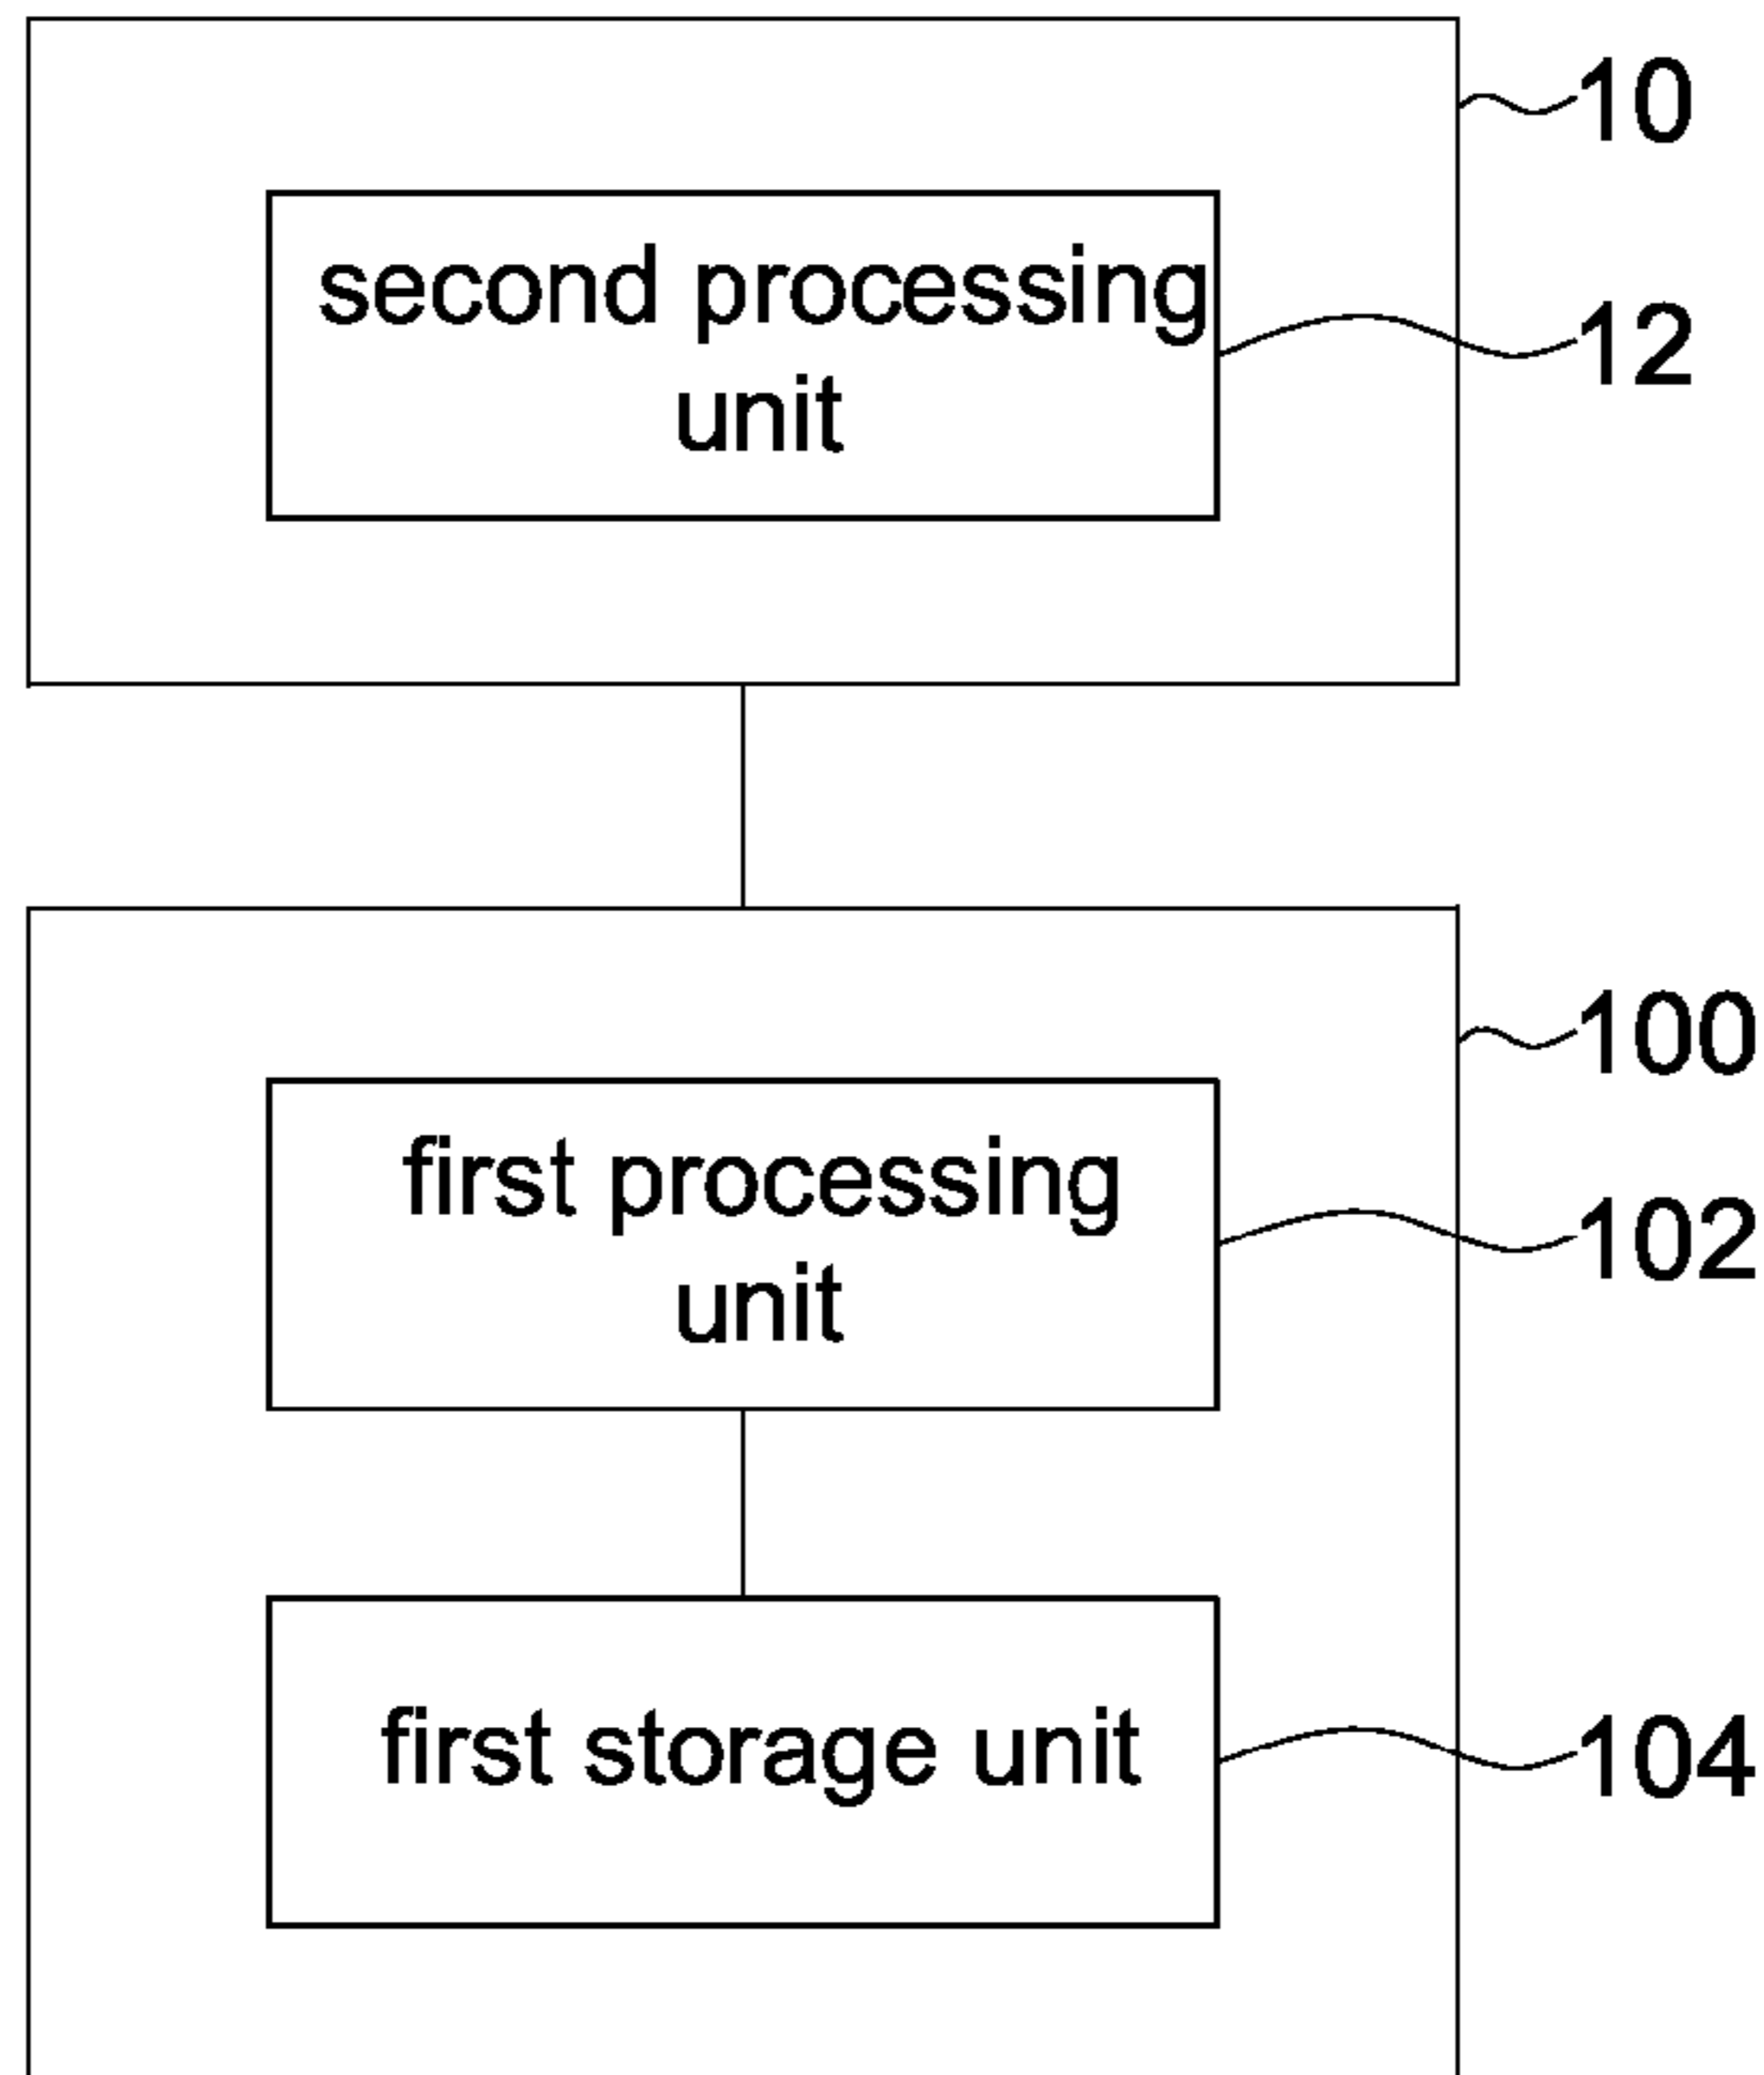 10
second processing
unit
12
100
first processing
unit
102
first storage unit
104